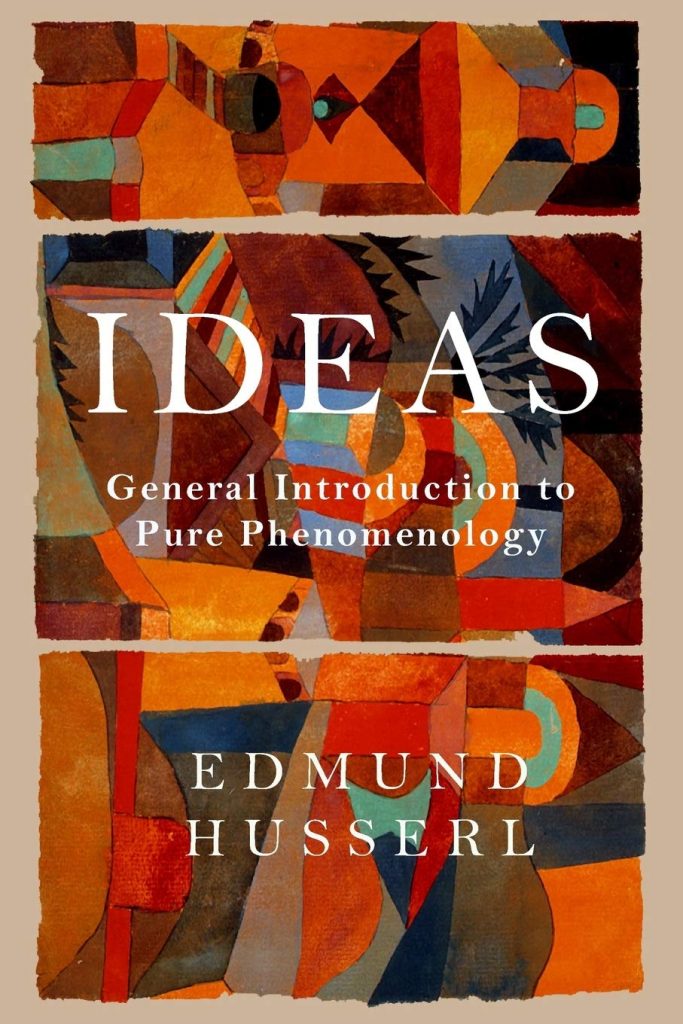 IDEAS
General Introduction to
Pure Phenomenology
EDMUND
HUSSERL